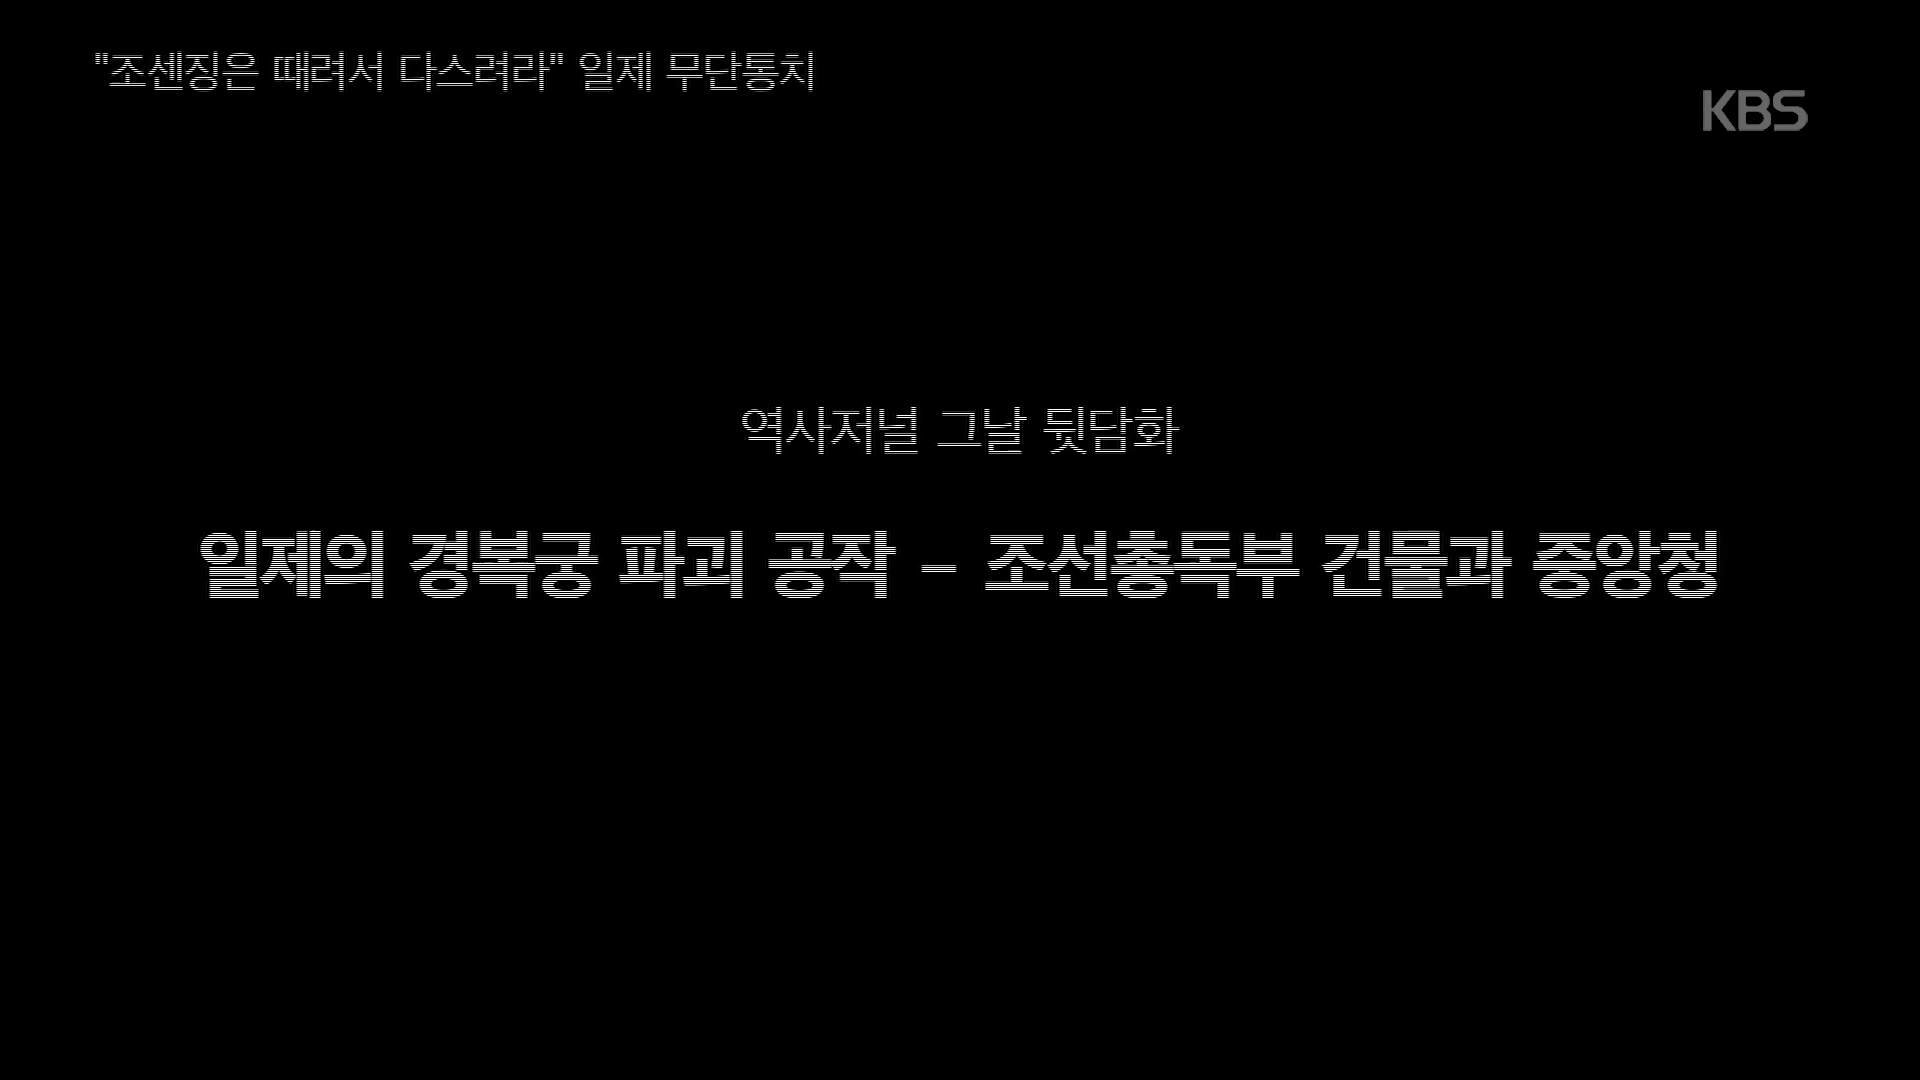 "조센징은 때려서 다스려라" 일제 무단통치
KBS
역사저널 그날 뒷담화
일제의 경복궁 파괴 공작 – 조선총독부 건물과 중앙청